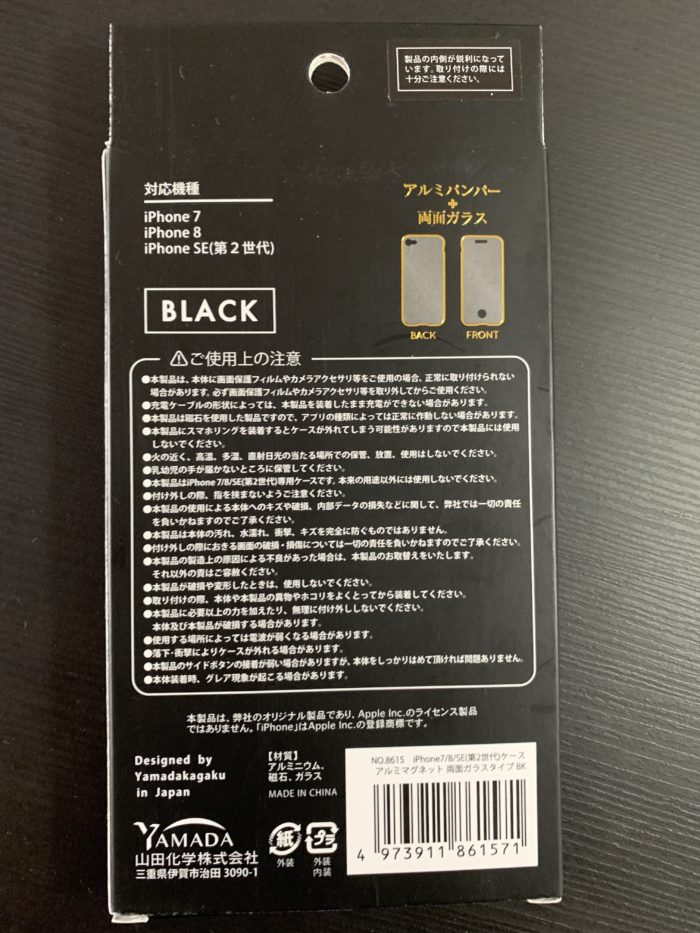 製品の内側が鋭利になって
います。取り付けの際には
十分ご注意ください。
対応機種
iPhone 7
iPhone 8
iPhone SE(第2世代)
アルミバンパー
+
両面ガラス
BACK
FRONT
BLACK
⚠ご使用上の注意
●本製品は、本体に画面保護フィルムやカメラアクセサリ等をご使用の場合、正常に取り付けられない
場合があります。必ず画面保護フィルムやカメラアクセサリ等を取り外してからご使用ください。
●充電ケーブルの形状によっては、本製品を装着したまま充電ができない場合があります。
●本製品は磁石を使用した製品ですので、アプリの種類によっては正常に作動しない場合があります。
●本製品にスマホリングを装着するとケースが外れてしまう可能性がありますので本製品には使用
しないでください。
●火の近く、高温、多湿、直射日光の当たる場所での保管、放置、使用はしないでください。
●乳幼児の手が届かないところに保管してください。
●本製品はiPhone 7/8/SE(第2世代)専用ケースです。本来の用途以外には使用しないでください。
●付け外しの際、指を挟まないようご注意ください。
●本製品の使用による本体へのキズや破損、内部データの損失などに関して、弊社では一切の責任
を負いかねますのでご了承ください。
●本製品は本体の汚れ、水濡れ、衝撃、キズを完全に防ぐものではありません。
●付け外しの際におきる画面の破損・損傷については一切の責任を負いかねますのでご了承ください。
●本製品の製造上の原因による不良があった場合は、本製品のお取替えをいたします。
それ以外の責はご容赦ください。
●本製品が破損や変形したときは、使用しないでください。
●取り付けの際、本体や本製品の異物やホコリをよくとってから装着してください。
●本製品に必要以上の力を加えたり、無理に付け外ししないでください。
本体及び本製品が破損する場合があります。
●使用する場所によっては電波が弱くなる場合があります。
●落下・衝撃によりケースが外れる場合があります。
●本製品のサイドボタンの接着が弱い場合がありますが、本体をしっかりはめて頂ければ問題ありません。
●本体装着時、グレア現象が起こる場合があります。
本製品は、弊社のオリジナル製品であり、Apple Inc.のライセンス製品
ではありません。「iPhone」はApple Inc.の登録商標です。
Designed by
Yamadakagaku
in Japan
【材質】
アルミニウム、
磁石、ガラス
MADE IN CHINA
NO.8615 iPhone7/8/SE(第2世代)ケース
アルミマグネット 両面ガラスタイプ BK
4 973911 861571
YAMADA
山田化学株式会社
三重県伊賀市治田 3090-1
紙
外装
プラ
外装
内装